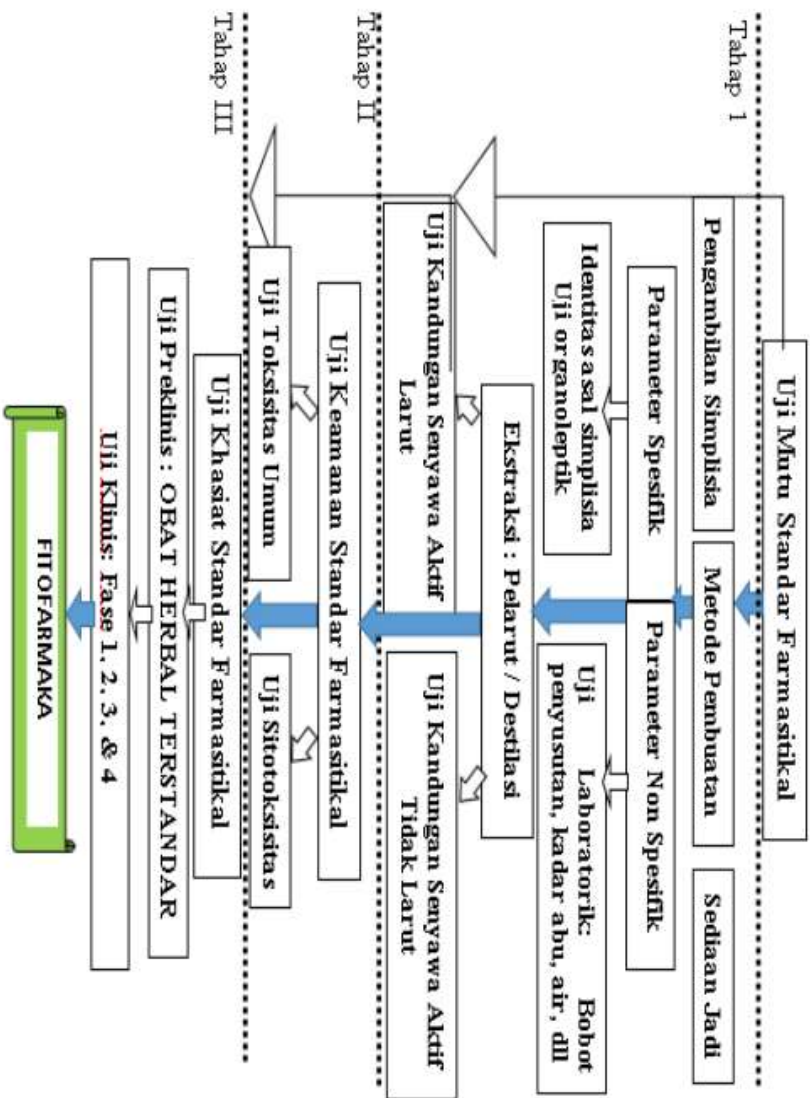 Uji Mutu Standar Farmasitikal
Tahap 1
Pengambilan Simplisia
Metode Pembuatan
Sediaan Jadi
Parameter Spesifik
Parameter Non Spesifik
Identitas asal simplisia
Uji organoleptik
Uji Laboratorik: Bobot
penyusutan, kadar abu, air, dll
Ekstraksi : Pelarut / Destilasi
Uji Kandungan Senyawa Aktif
Larut
Uji Kandungan Senyawa Aktif
Tidak Larut
Tahap II
Uji Keamanan Standar Farmasitikal
Uji Toksisitas Umum
Uji Sitotoksisitas
Tahap III
Uji Khasiat Standar Farmasitikal
Uji Preklinis : OBAT HERBAL TERSTANDAR
Uji Klinis: Fase 1, 2, 3, & 4
FITOFARMAKA